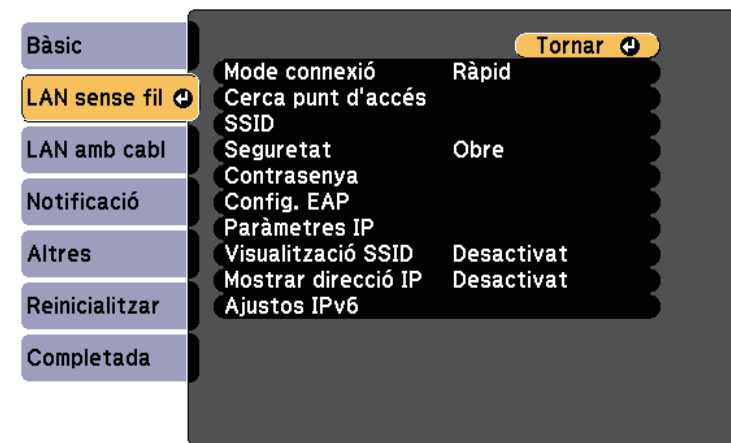 Bàsic
LAN sense fil
LAN amb cabl
Notificació
Altres
Reinicialitzar
Completada
Tornar
Mode connexió Ràpid
Cerca punt d'accés
SSID
Seguretat Obre
Contrasenya
Config. EAP
Paràmetres IP
Visualització SSID Desactivat
Mostrar direcció IP Desactivat
Ajustos IPv6